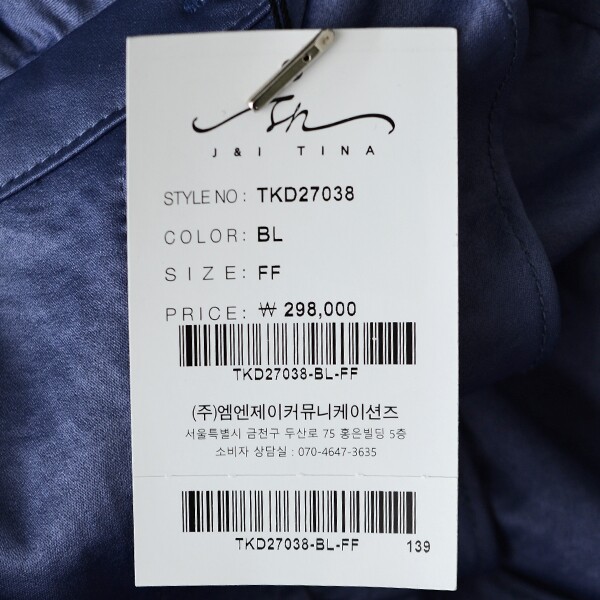 J & I TINA
STYLE NO : TKD27038
COLOR: BL
SIZE: FF
PRICE: ₩ 298,000
TKD27038-BL-FF
(주)엠엔제이커뮤니케이션즈
서울특별시 금천구 두산로 75 홍은빌딩 5층
소비자 상담실 : 070-4647-3635
TKD27038-BL-FF 139